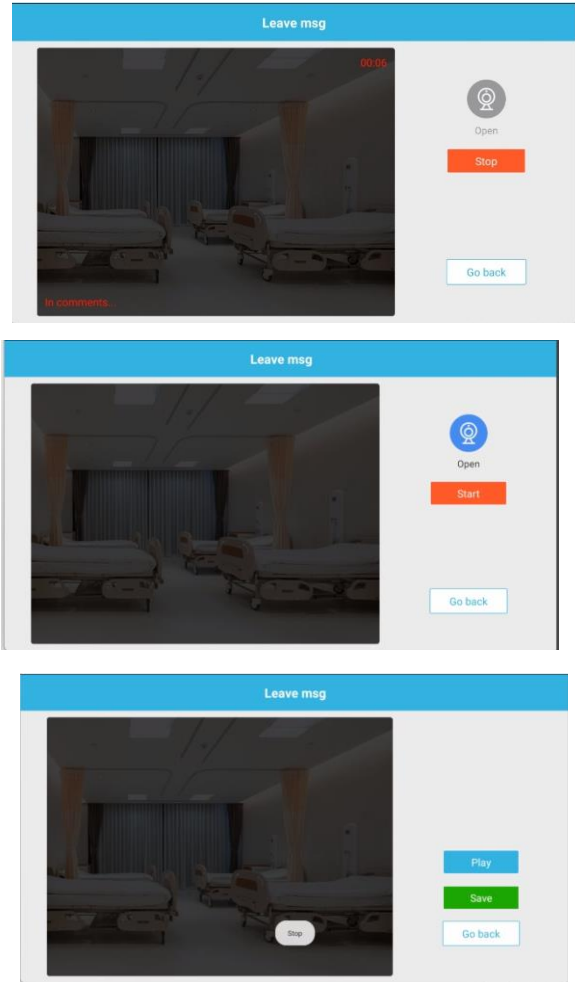 Leave msg
00:06
Open
Stop
Go back
In comments...
Leave msg
Open
Start
Go back
Leave msg
Play
Save
Stop
Go back